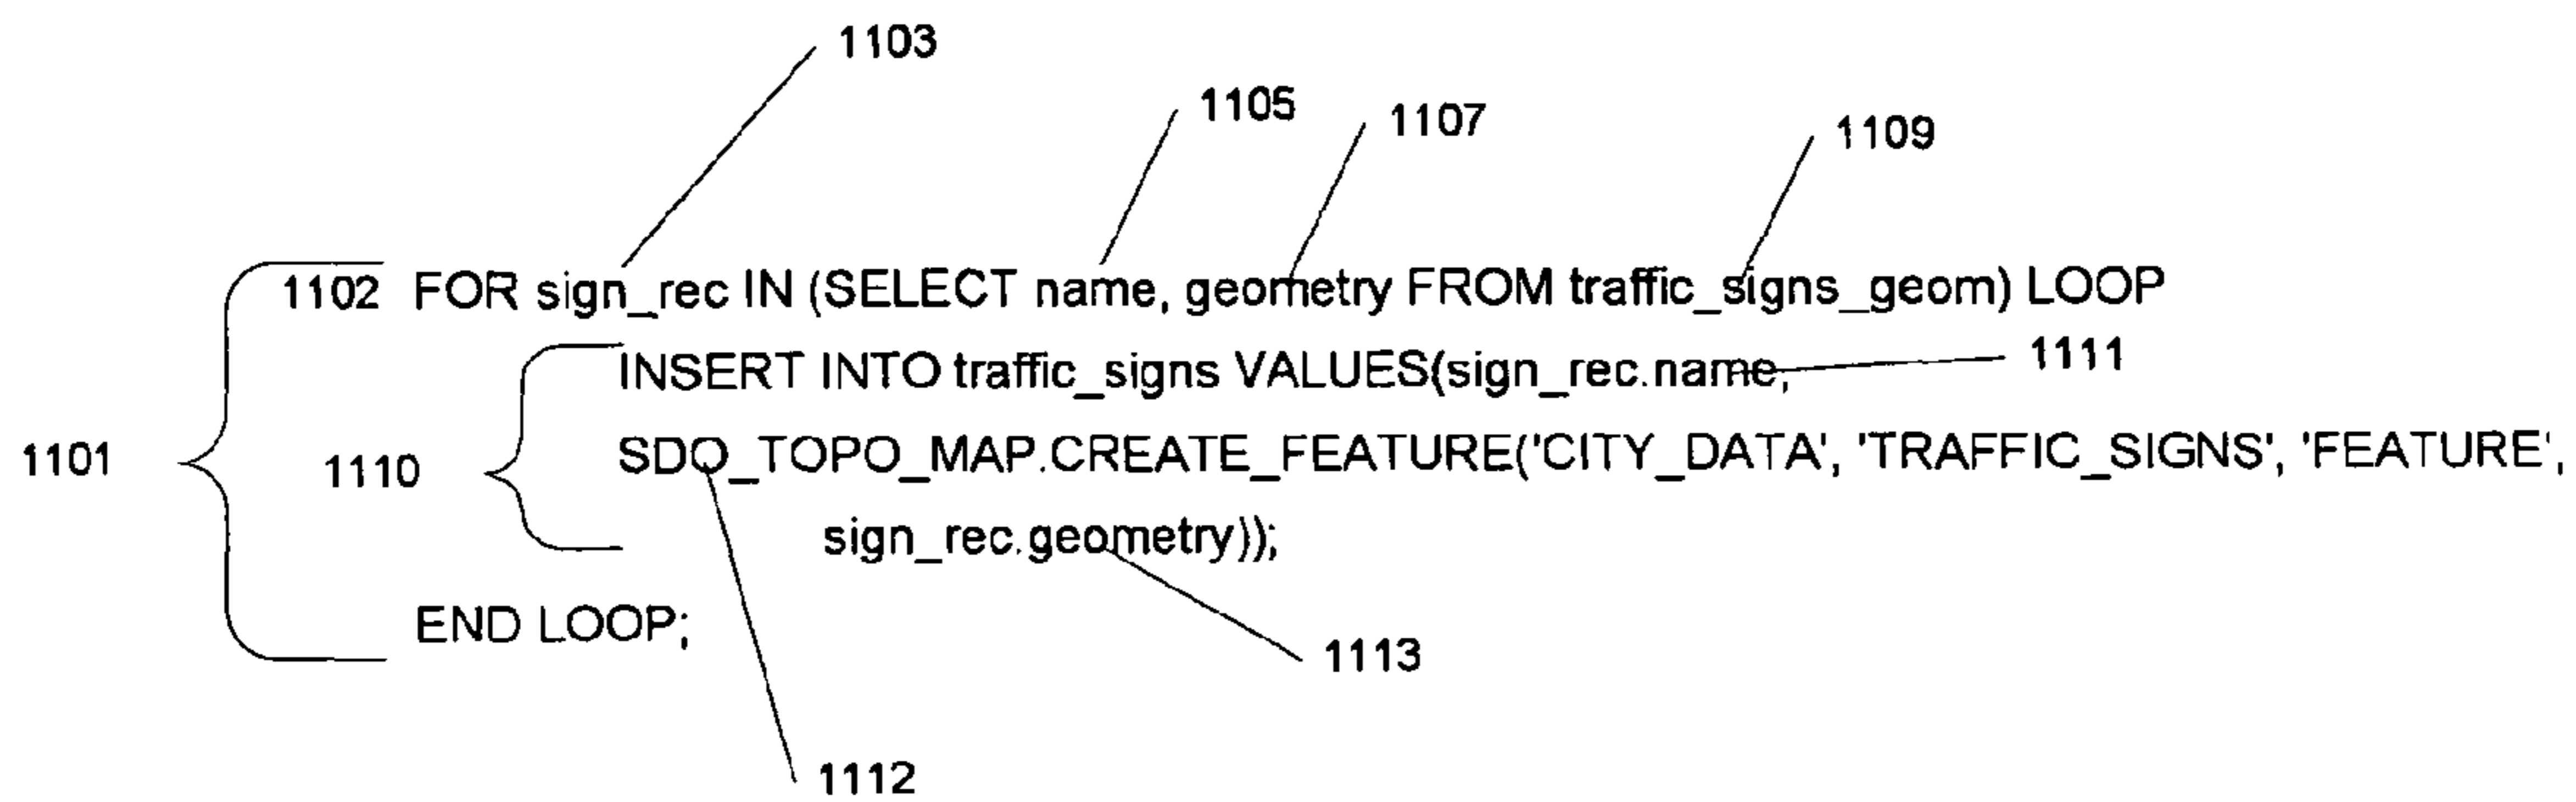 1103
1105
1107
1109
1102 FOR sign_rec IN (SELECT name, geometry FROM traffic_signs_geom) LOOP
INSERT INTO traffic_signs VALUES(sign_rec.name,
1111
1101
1110
SDO_TOPO_MAP.CREATE_FEATURE('CITY_DATA', 'TRAFFIC_SIGNS', 'FEATURE',
sign_rec.geometry));
END LOOP;
1113
1112